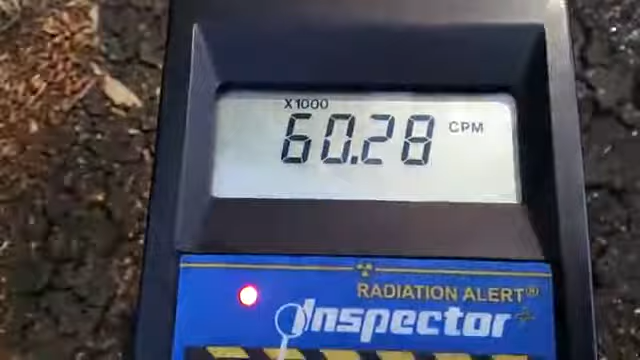 X1000
60.28 CPM
RADIATION ALERT®
Inspector+